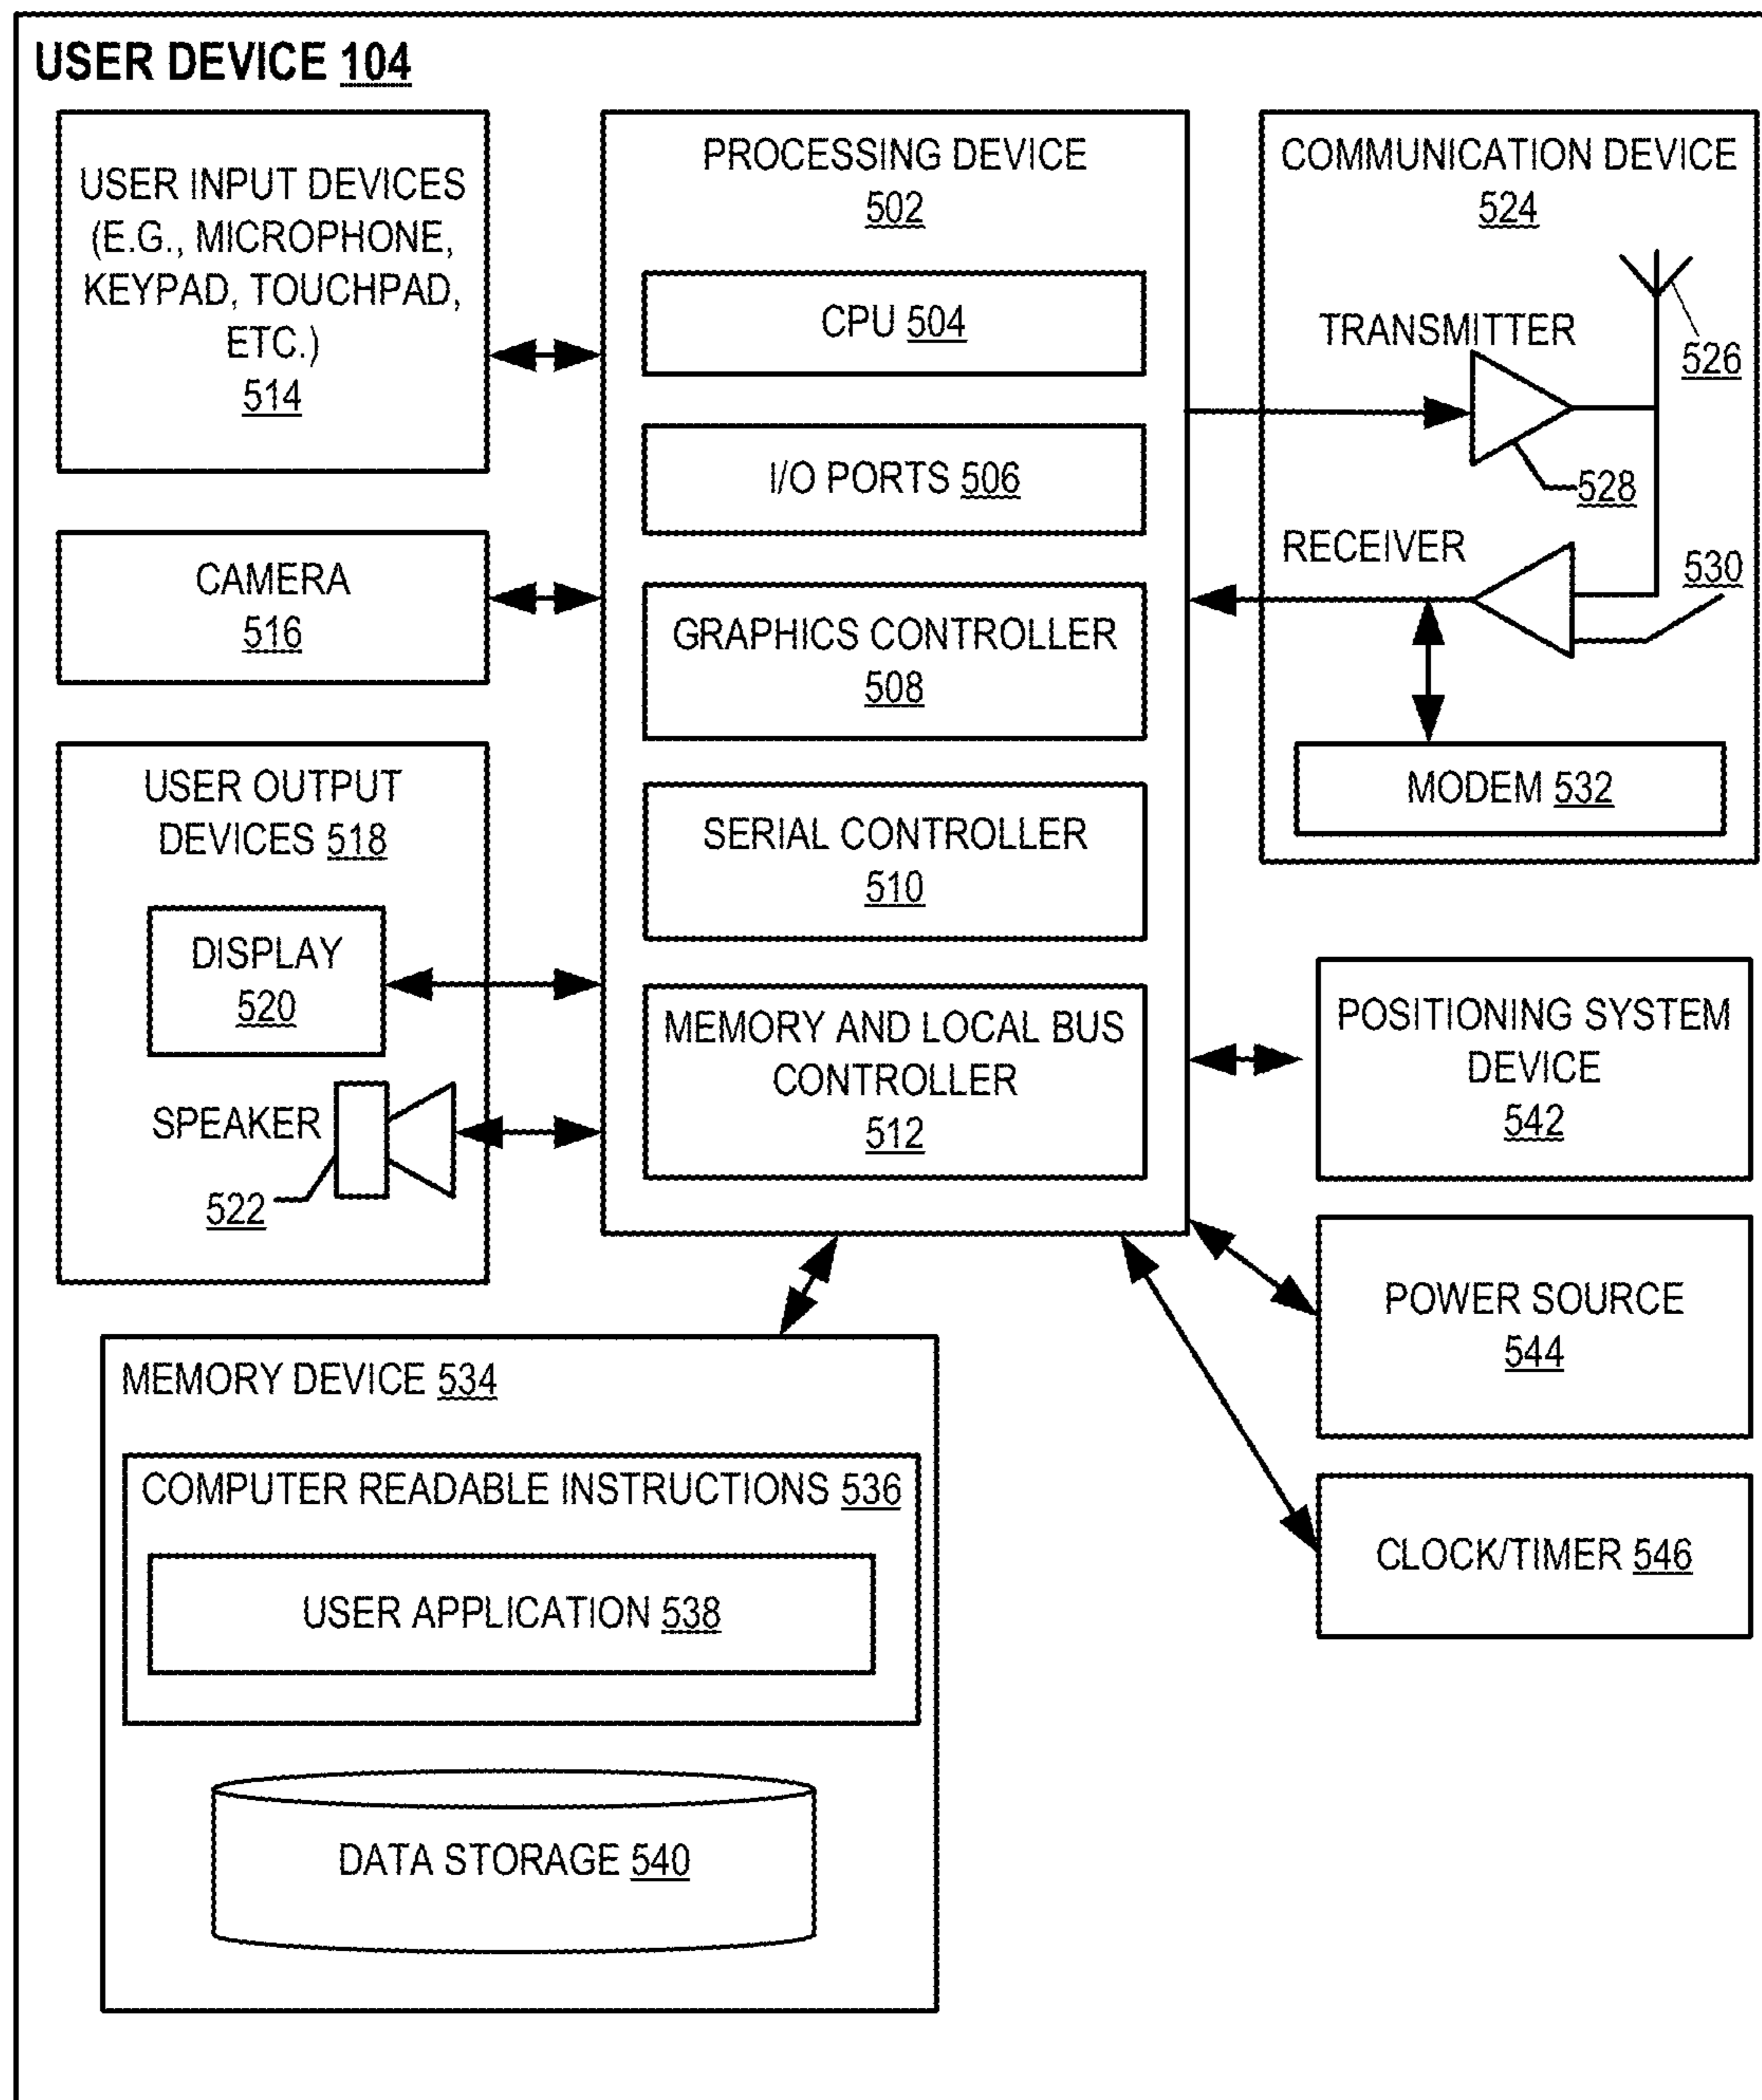 USER DEVICE 104
USER INPUT DEVICES
(E.G., MICROPHONE,
KEYPAD, TOUCHPAD,
ETC.)
514
CAMERA
516
USER OUTPUT
DEVICES 518
DISPLAY
520
SPEAKER
522
PROCESSING DEVICE
502
CPU 504
I/O PORTS 506
GRAPHICS CONTROLLER
508
SERIAL CONTROLLER
510
MEMORY AND LOCAL BUS
CONTROLLER
512
COMMUNICATION DEVICE
524
TRANSMITTER
526
528
RECEIVER
530
MODEM 532
POSITIONING SYSTEM
DEVICE
542
POWER SOURCE
544
CLOCK/TIMER 546
MEMORY DEVICE 534
COMPUTER READABLE INSTRUCTIONS 536
USER APPLICATION 538
DATA STORAGE 540